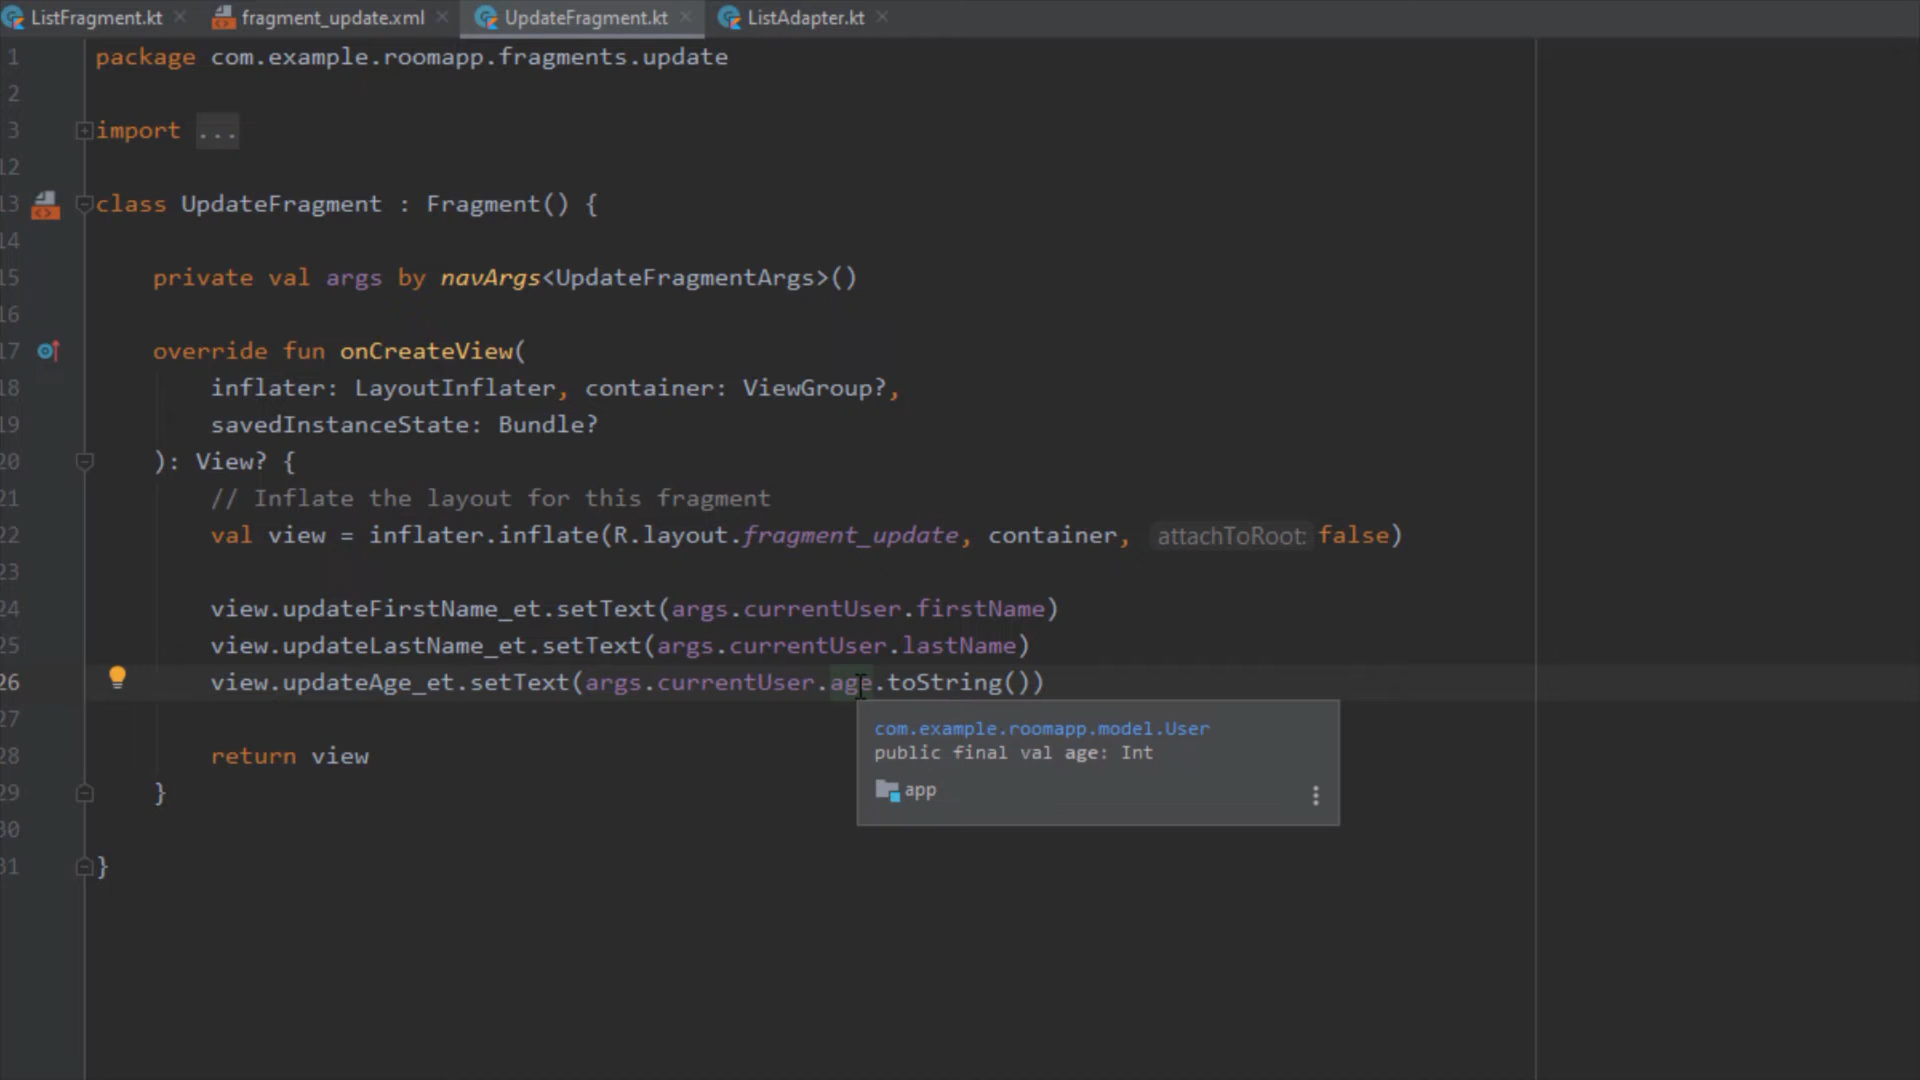 ListFragment.kt fragment_update.xml UpdateFragment.kt ListAdapter.kt
1 package com.example.roomapp.fragments.update
2
3 import ...
12
13 class UpdateFragment : Fragment() {
14
15 private val args by navArgs<UpdateFragmentArgs>()
16
17 override fun onCreateView(
18 inflater: LayoutInflater, container: ViewGroup?,
19 savedInstanceState: Bundle?
20 ): View? {
21 // Inflate the layout for this fragment
22 val view = inflater.inflate(R.layout.fragment_update, container, attachToRoot: false)
23
24 view.updateFirstName_et.setText(args.currentUser.firstName)
25 view.updateLastName_et.setText(args.currentUser.lastName)
26 view.updateAge_et.setText(args.currentUser.age.toString())
27
28 return view
29 }
30
31 }
com.example.roomapp.model.User
public final val age: Int
app